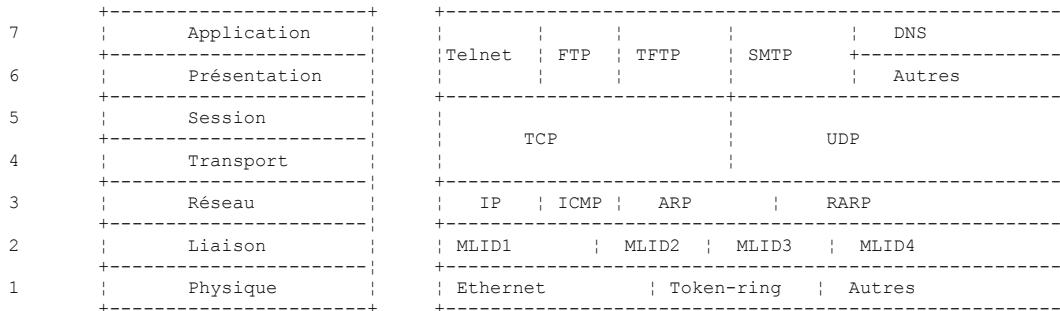 7 Application DNS
Telnet FTP TFTP SMTP
6 Présentation Autres
5 Session
TCP UDP
4 Transport
3 Réseau IP ICMP ARP RARP
2 Liaison MLID1 MLID2 MLID3 MLID4
1 Physique Ethernet Token-ring Autres